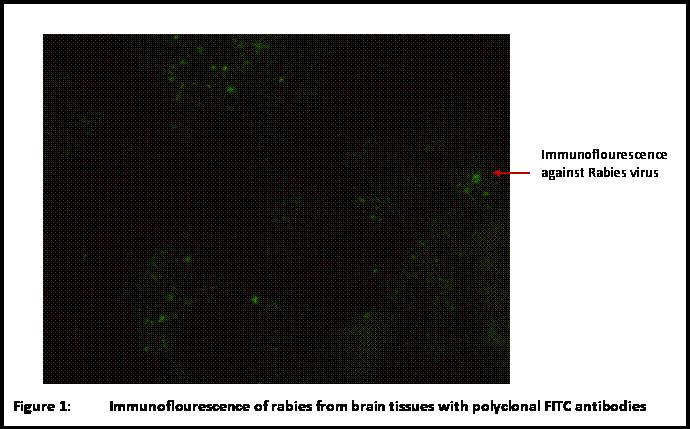 Immunoflourescence
against Rabies virus
Figure 1: Immunoflourescence of rabies from brain tissues with polyclonal FITC antibodies